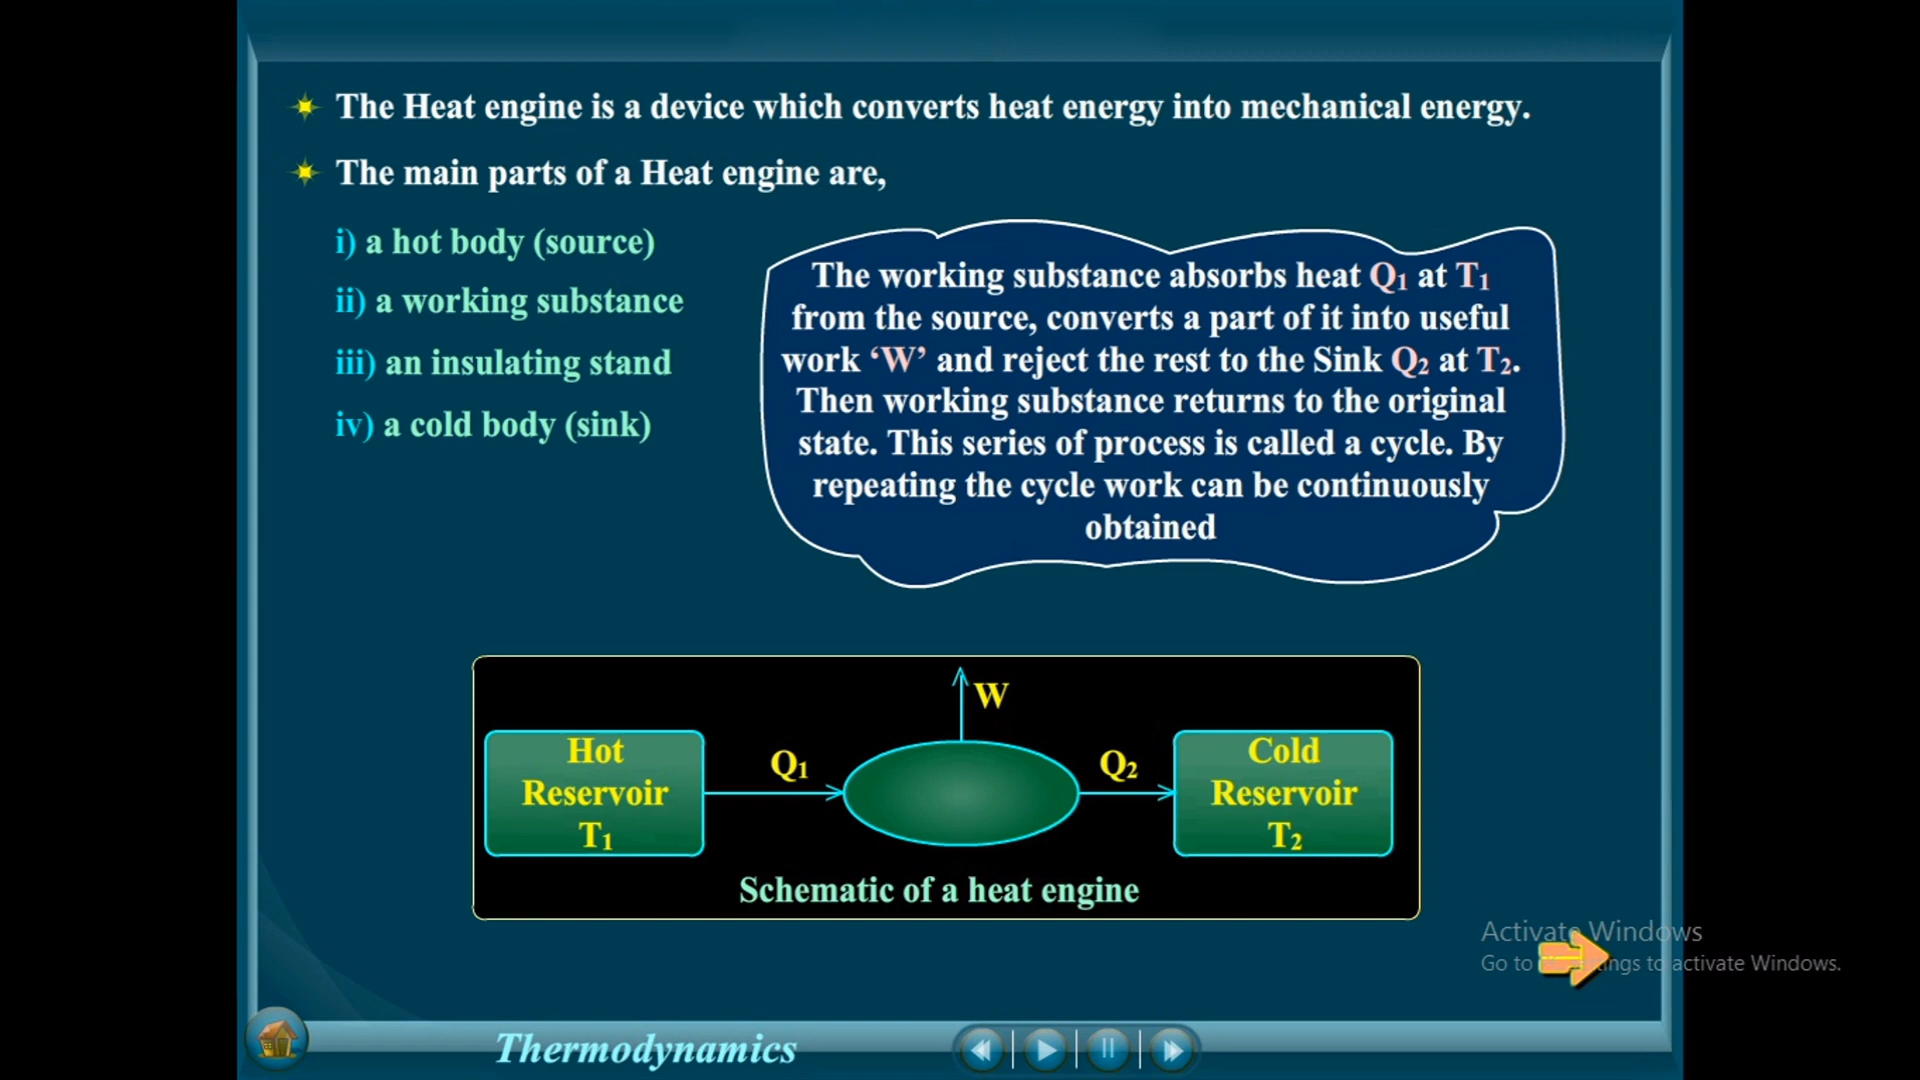 The Heat engine is a device which converts heat energy into mechanical energy.
The main parts of a Heat engine are,
i) a hot body (source)
ii) a working substance
iii) an insulating stand
iv) a cold body (sink)
The working substance absorbs heat Q₁ at T₁
from the source, converts a part of it into useful
work ‘W’ and reject the rest to the Sink Q₂ at T₂.
Then working substance returns to the original
state. This series of process is called a cycle. By
repeating the cycle work can be continuously
obtained
W
Hot
Reservoir
T₁
Q₁
Q₂
Cold
Reservoir
T₂
Schematic of a heat engine
Activate Windows
Go to ings to activate Windows.
Thermodynamics